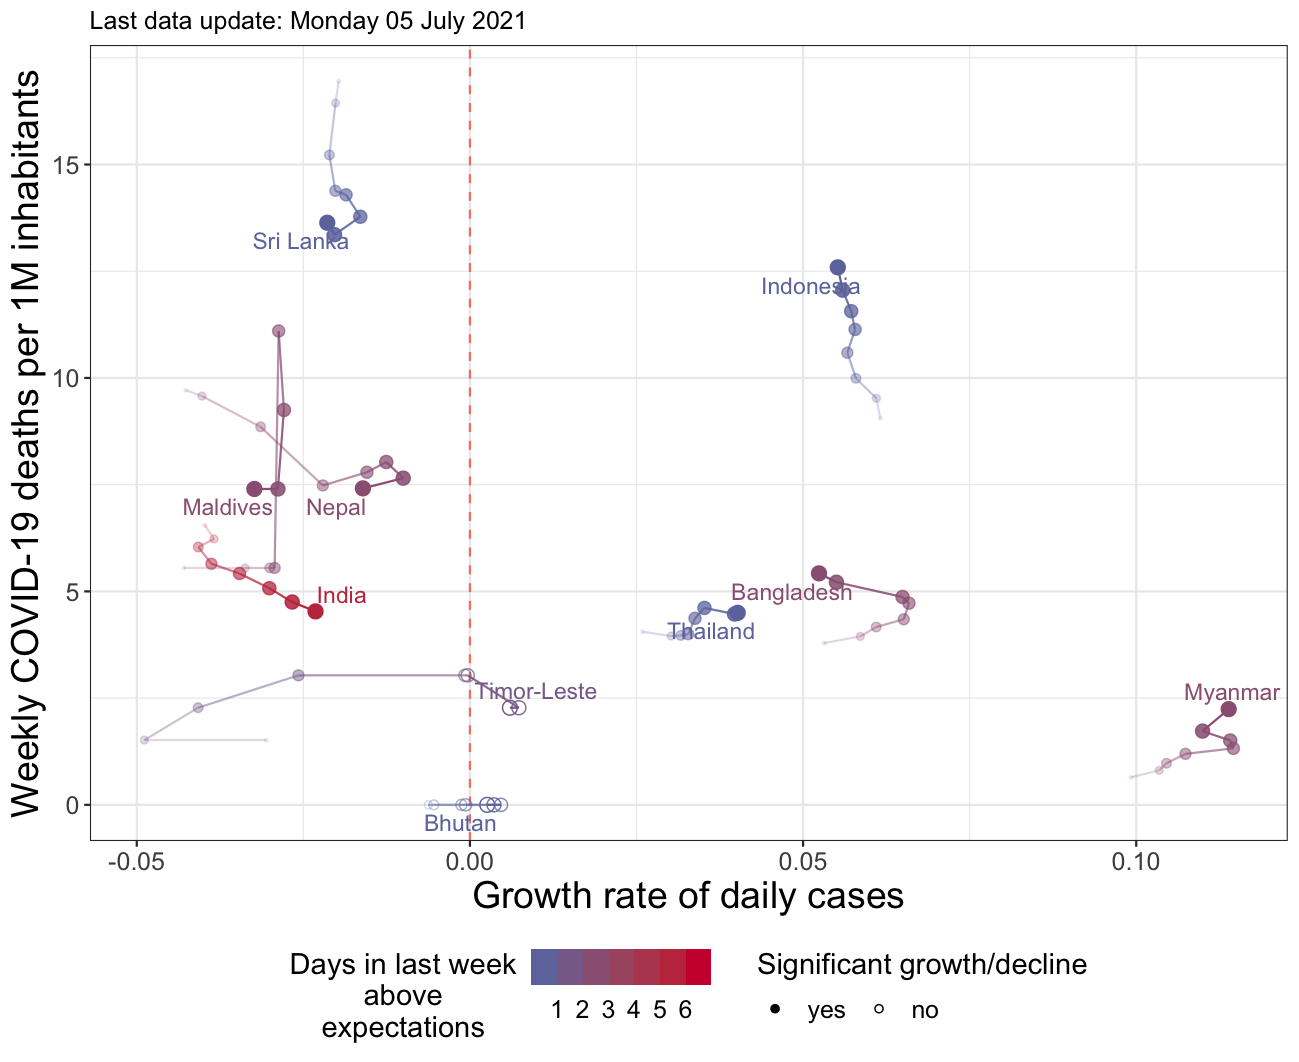 Last data update: Monday 05 July 2021
Weekly COVID-19 deaths per 1M inhabitants
15
10
5
0
Sri Lanka
Indonesia
Maldives
Nepal
India
Bangladesh
Thailand
Timor-Leste
Myanmar
Bhutan
-0.05
0.00
0.05
0.10
Growth rate of daily cases
Days in last week
above
expectations
1 2 3 4 5 6
Significant growth/decline
yes
no